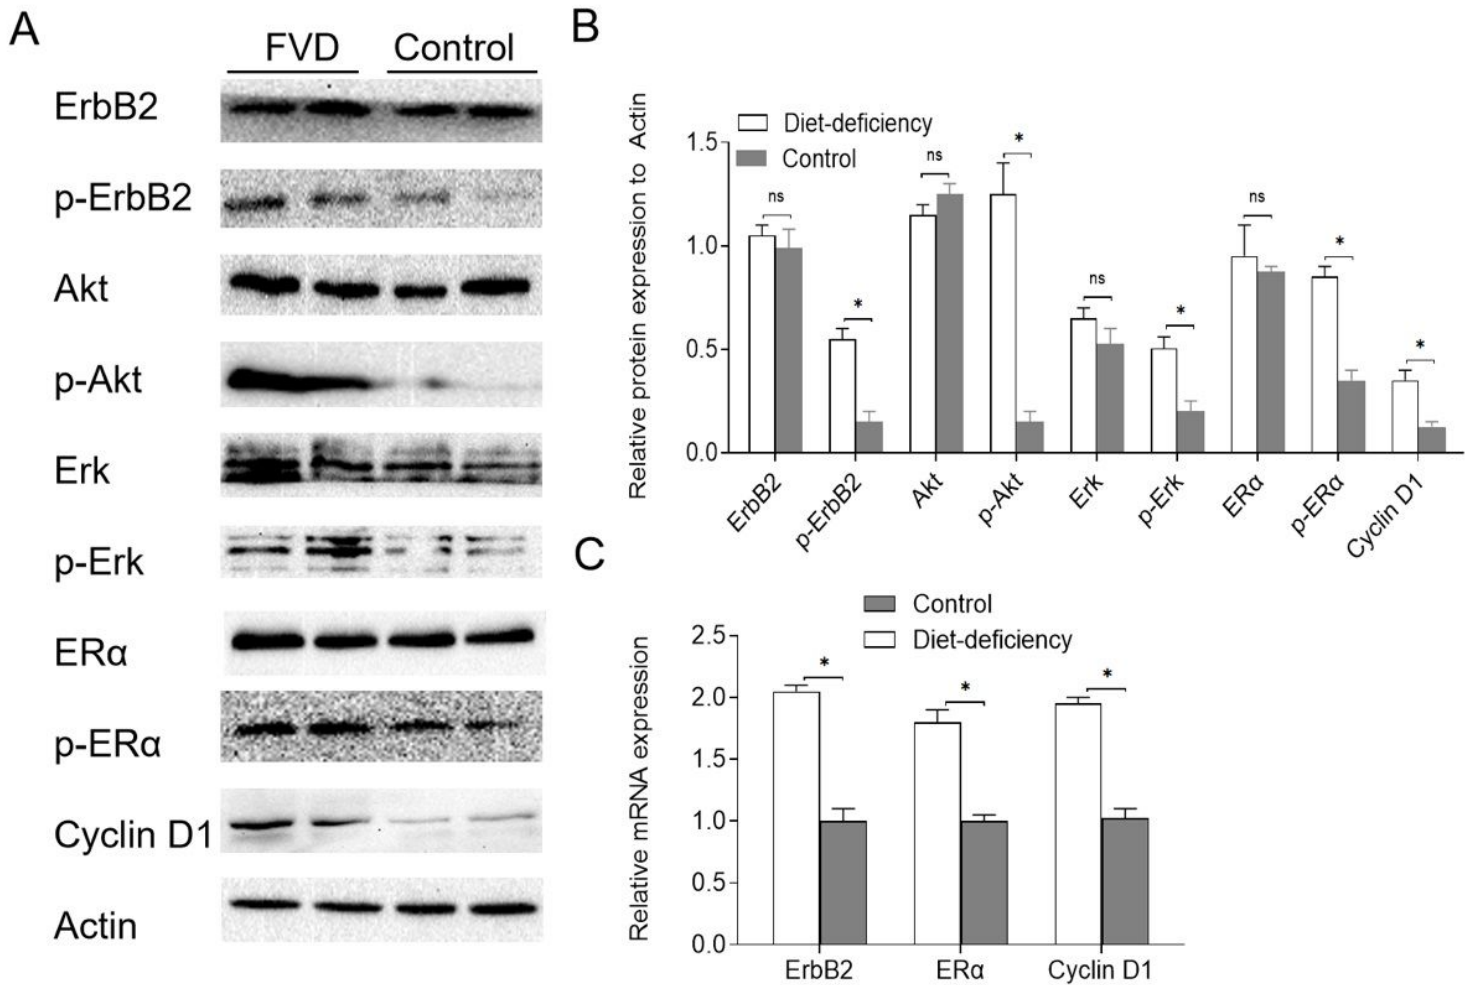 A
FVD Control
ErbB2
p-ErbB2
Akt
p-Akt
Erk
p-Erk
ERα
p-ERα
Cyclin D1
Actin
B
Relative protein expression to Actin
Diet-deficiency
Control
1.5
1.0
0.5
0.0
ns
*
ns
*
ns
*
ns
*
*
ErbB2
p-ErbB2
Akt
p-Akt
Erk
p-Erk
ERα
p-ERα
Cyclin D1
C
Relative mRNA expression
Control
Diet-deficiency
2.5
2.0
1.5
1.0
0.5
0.0
*
*
*
ErbB2 ERα Cyclin D1